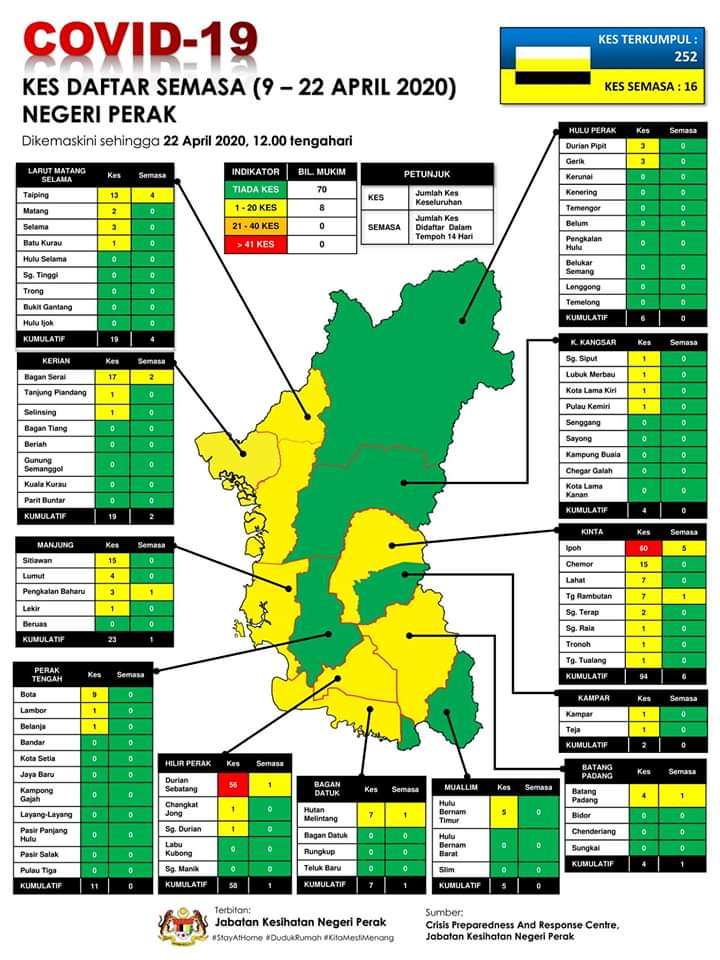 COVID-19
KES DAFTAR SEMASA (9 – 22 APRIL 2020)
NEGERI PERAK
Dikemaskini sehingga 22 April 2020, 12.00 tengahari
KES TERKUMPUL :
252
KES SEMASA : 16
INDIKATOR BIL. MUKIM
TIADA KES 70
1 - 20 KES 8
21 - 40 KES 0
> 41 KES 0
PETUNJUK
KES Jumlah Kes
Keseluruhan
SEMASA Jumlah Kes
Didaftar Dalam
Tempoh 14 Hari
LARUT MATANG
SELAMA Kes Semasa
Taiping 13 4
Matang 2 0
Selama 3 0
Batu Kurau 1 0
Hulu Selama 0 0
Sg. Tinggi 0 0
Trong 0 0
Bukit Gantang 0 0
Hulu Ijok 0 0
KUMULATIF 19 4
KERIAN Kes Semasa
Bagan Serai 17 2
Tanjung Piandang 1 0
Selinsing 1 0
Bagan Tiang 0 0
Beriah 0 0
Gunung
Semanggol 0 0
Kuala Kurau 0 0
Parit Buntar 0 0
KUMULATIF 19 2
MANJUNG Kes Semasa
Sitiawan 15 0
Lumut 4 0
Pengkalan Baharu 3 1
Lekir 1 0
Beruas 0 0
KUMULATIF 23 1
PERAK
TENGAH Kes Semasa
Bota 9 0
Lambor 1 0
Belanja 1 0
Bandar 0 0
Kota Setia 0 0
Jaya Baru 0 0
Kampong
Gajah 0 0
Layang-Layang 0 0
Pasir Panjang
Hulu 0 0
Pasir Salak 0 0
Pulau Tiga 0 0
KUMULATIF 11 0
HILIR PERAK Kes Semasa
Durian
Sebatang 56 1
Changkat
Jong 1 0
Sg. Durian 1 0
Labu
Kubong 0 0
Sg. Manik 0 0
KUMULATIF 58 1
BAGAN
DATUK Kes Semasa
Hutan
Melintang 7 1
Bagan Datuk 0 0
Rungkup 0 0
Teluk Baru 0 0
KUMULATIF 7 1
MUALLIM Kes Semasa
Hulu
Bernam
Timur 5 0
Hulu
Bernam
Barat 0 0
Slim 0 0
KUMULATIF 5 0
HULU PERAK Kes Semasa
Durian Pipit 3 0
Gerik 3 0
Kerunai 0 0
Kenering 0 0
Temengor 0 0
Belum 0 0
Pengkalan
Hulu 0 0
Belukar
Semang 0 0
Lenggong 0 0
Temelong 0 0
KUMULATIF 6 0
K. KANGSAR Kes Semasa
Sg. Siput 1 0
Lubuk Merbau 1 0
Kota Lama Kiri 1 0
Pulau Kemiri 1 0
Senggang 0 0
Sayong 0 0
Kampung Buaia 0 0
Chegar Galah 0 0
Kota Lama
Kanan 0 0
KUMULATIF 4 0
KINTA Kes Semasa
Ipoh 60 5
Chemor 15 0
Lahat 7 0
Tg Rambutan 7 1
Sg. Terap 2 0
Sg. Raia 1 0
Tronoh 1 0
Tg. Tualang 1 0
KUMULATIF 94 6
KAMPAR Kes Semasa
Kampar 1 0
Teja 1 0
KUMULATIF 2 0
BATANG
PADANG Kes Semasa
Batang
Padang 4 1
Bidor 0 0
Chenderiang 0 0
Sungkai 0 0
KUMULATIF 4 1
Terbitan:
Jabatan Kesihatan Negeri Perak
#StayAtHome #DudukRumah #KitaMestiMenang
Sumber:
Crisis Preparedness And Response Centre,
Jabatan Kesihatan Negeri Perak